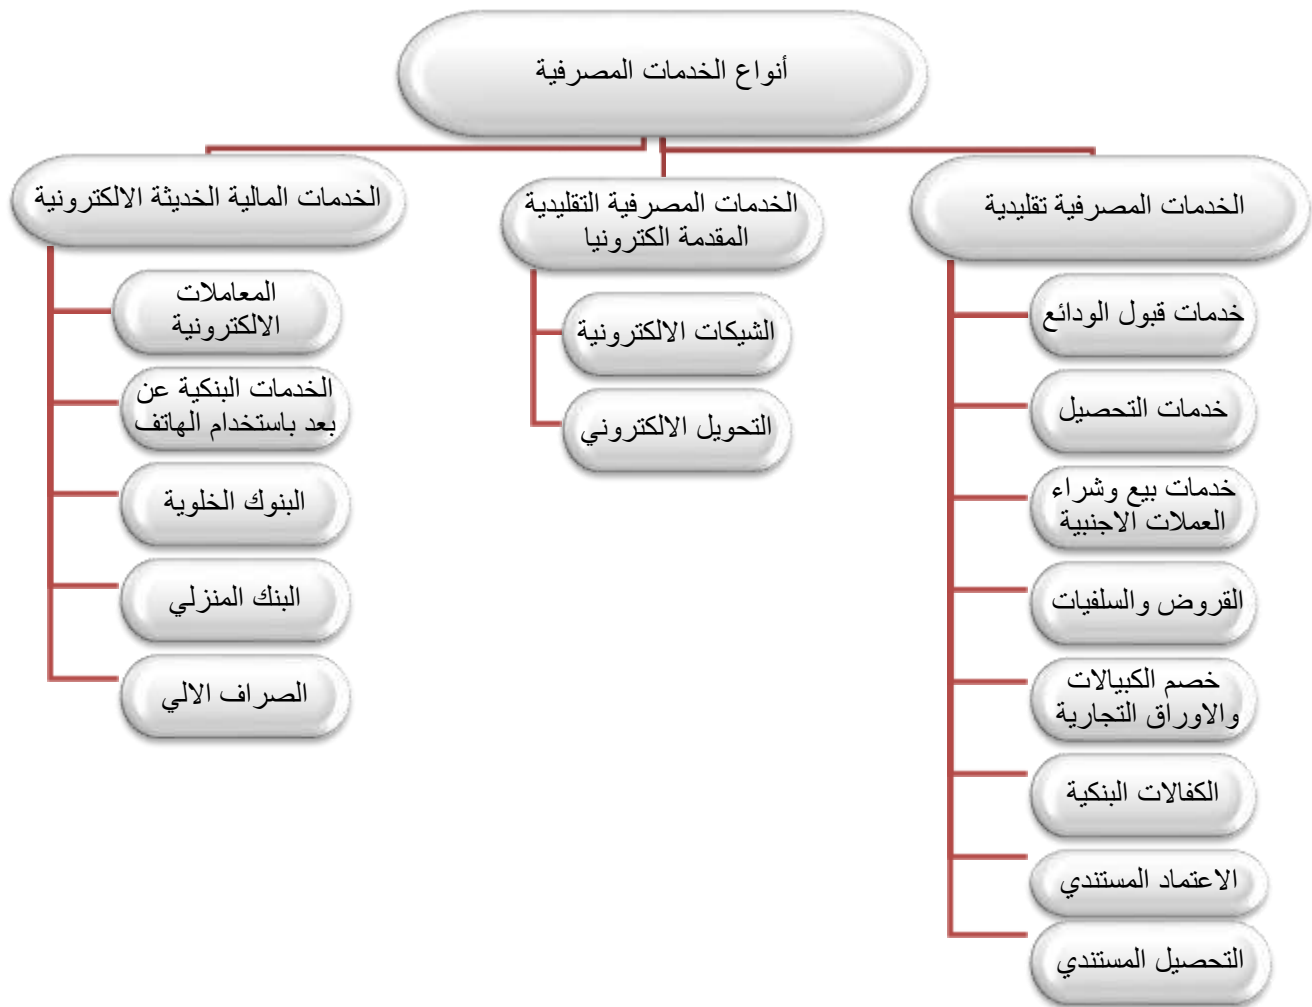 أنواع الخدمات المصرفية
الخدمات المصرفية تقليدية
خدمات قبول الودائع
خدمات التحصيل
خدمات بيع وشراء
العملات الاجنبية
القروض والسلفيات
خصم الكبيالات
والاوراق التجارية
الكفالات البنكية
الاعتماد المستندي
التحصيل المستندي
الخدمات المصرفية التقليدية
المقدمة الكترونيا
الشيكات الالكترونية
التحويل الالكتروني
الخدمات المالية الخديثة الالكترونية
المعاملات
الالكترونية
الخدمات البنكية عن
بعد باستخدام الهاتف
البنوك الخلوية
البنك المنزلي
الصراف الالي